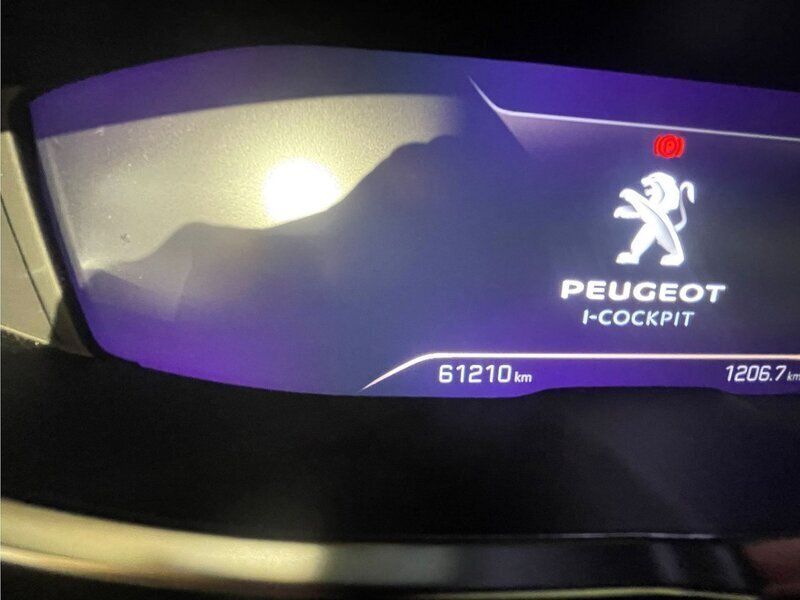 (P)
PEUGEOT
I-COCKPIT
61210 km 1206.7 km